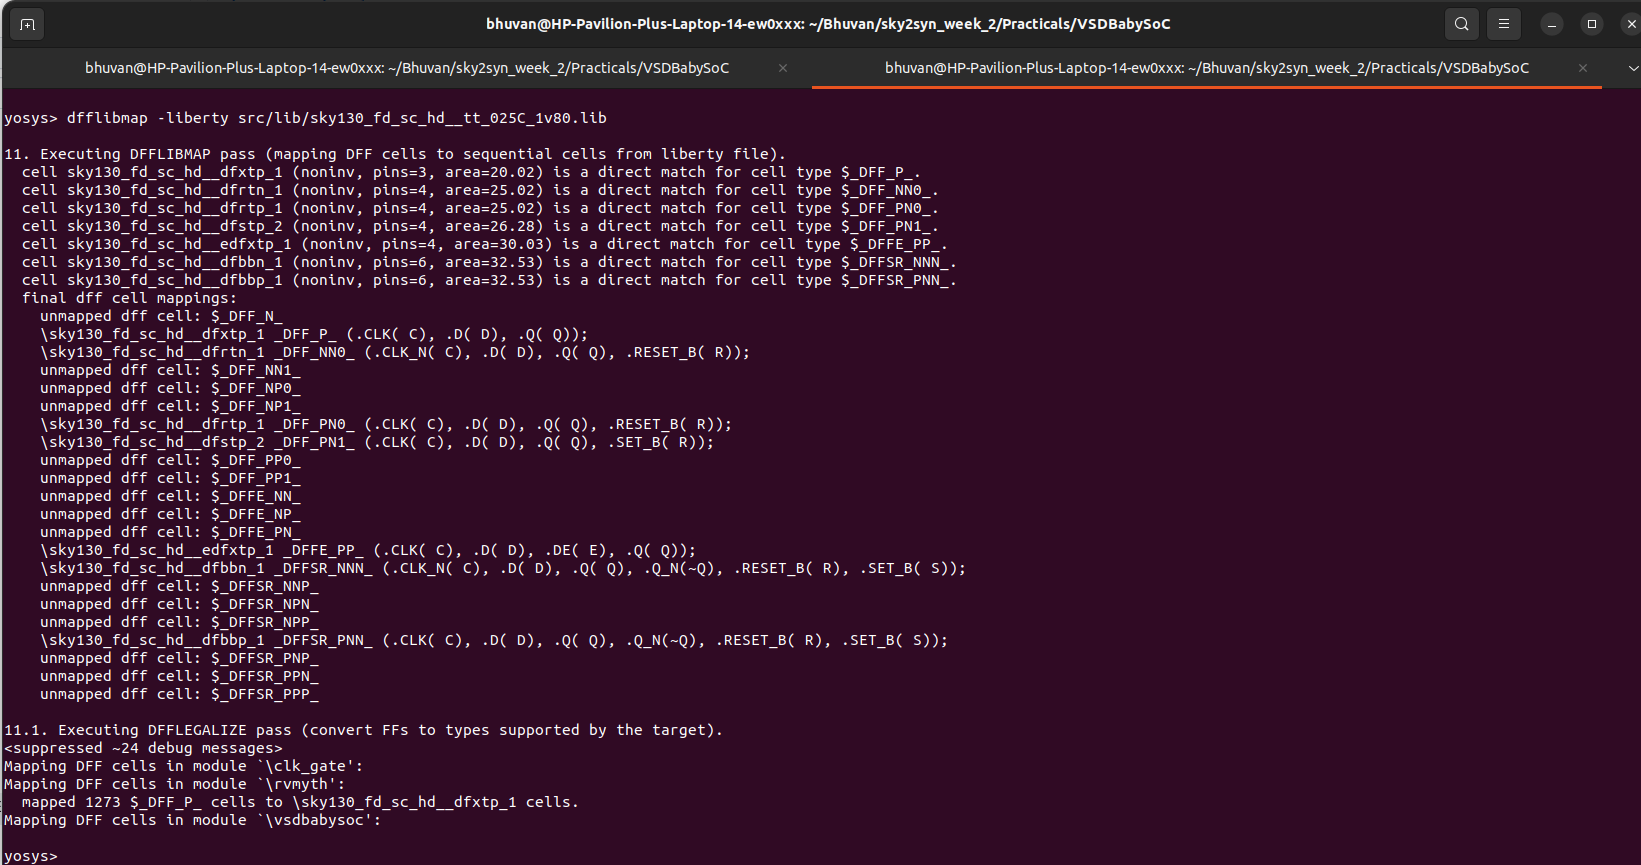 bhuvan@HP-Pavilion-Plus-Laptop-14-ew0xxx: ~/Bhuvan/sky2syn_week_2/Practicals/VSDBabySoC
bhuvan@HP-Pavilion-Plus-Laptop-14-ew0xxx: ~/Bhuvan/sky2syn_week_2/Practicals/VSDBabySoC
bhuvan@HP-Pavilion-Plus-Laptop-14-ew0xxx: ~/Bhuvan/sky2syn_week_2/Practicals/VSDBabySoC
yosys> dfflibmap -liberty src/lib/sky130_fd_sc_hd__tt_025C_1v80.lib
11. Executing DFFLIBMAP pass (mapping DFF cells to sequential cells from liberty file).
cell sky130_fd_sc_hd__dfxtp_1 (noninv, pins=3, area=20.02) is a direct match for cell type $_DFF_P_.
cell sky130_fd_sc_hd__dfrtn_1 (noninv, pins=4, area=25.02) is a direct match for cell type $_DFF_NN0_.
cell sky130_fd_sc_hd__dfrtp_1 (noninv, pins=4, area=25.02) is a direct match for cell type $_DFF_PN0_.
cell sky130_fd_sc_hd__dfstp_2 (noninv, pins=4, area=26.28) is a direct match for cell type $_DFF_PN1_.
cell sky130_fd_sc_hd__edfxtp_1 (noninv, pins=4, area=30.03) is a direct match for cell type $_DFFE_PP_.
cell sky130_fd_sc_hd__dfbbn_1 (noninv, pins=6, area=32.53) is a direct match for cell type $_DFFSR_NNN_.
cell sky130_fd_sc_hd__dfbbp_1 (noninv, pins=6, area=32.53) is a direct match for cell type $_DFFSR_PNN_.
final dff cell mappings:
unmapped dff cell: $_DFF_N_
\sky130_fd_sc_hd__dfxtp_1 _DFF_P_ (.CLK( C), .D( D), .Q( Q));
\sky130_fd_sc_hd__dfrtn_1 _DFF_NN0_ (.CLK_N( C), .D( D), .Q( Q), .RESET_B( R));
unmapped dff cell: $_DFF_NN1_
unmapped dff cell: $_DFF_NP0_
unmapped dff cell: $_DFF_NP1_
\sky130_fd_sc_hd__dfrtp_1 _DFF_PN0_ (.CLK( C), .D( D), .Q( Q), .RESET_B( R));
\sky130_fd_sc_hd__dfstp_2 _DFF_PN1_ (.CLK( C), .D( D), .Q( Q), .SET_B( R));
unmapped dff cell: $_DFF_PP0_
unmapped dff cell: $_DFF_PP1_
unmapped dff cell: $_DFFE_NN_
unmapped dff cell: $_DFFE_NP_
unmapped dff cell: $_DFFE_PN_
\sky130_fd_sc_hd__edfxtp_1 _DFFE_PP_ (.CLK( C), .D( D), .DE( E), .Q( Q));
\sky130_fd_sc_hd__dfbbn_1 _DFFSR_NNN_ (.CLK_N( C), .D( D), .Q( Q), .Q_N(~Q), .RESET_B( R), .SET_B( S));
unmapped dff cell: $_DFFSR_NNP_
unmapped dff cell: $_DFFSR_NPN_
unmapped dff cell: $_DFFSR_NPP_
\sky130_fd_sc_hd__dfbbp_1 _DFFSR_PNN_ (.CLK( C), .D( D), .Q( Q), .Q_N(~Q), .RESET_B( R), .SET_B( S));
unmapped dff cell: $_DFFSR_PNP_
unmapped dff cell: $_DFFSR_PPN_
unmapped dff cell: $_DFFSR_PPP_
11.1. Executing DFFLEGALIZE pass (convert FFs to types supported by the target).
<suppressed ~24 debug messages>
Mapping DFF cells in module `\clk_gate':
Mapping DFF cells in module `\rvmyth':
mapped 1273 $_DFF_P_ cells to \sky130_fd_sc_hd__dfxtp_1 cells.
Mapping DFF cells in module `\vsdbabysoc':
yosys>